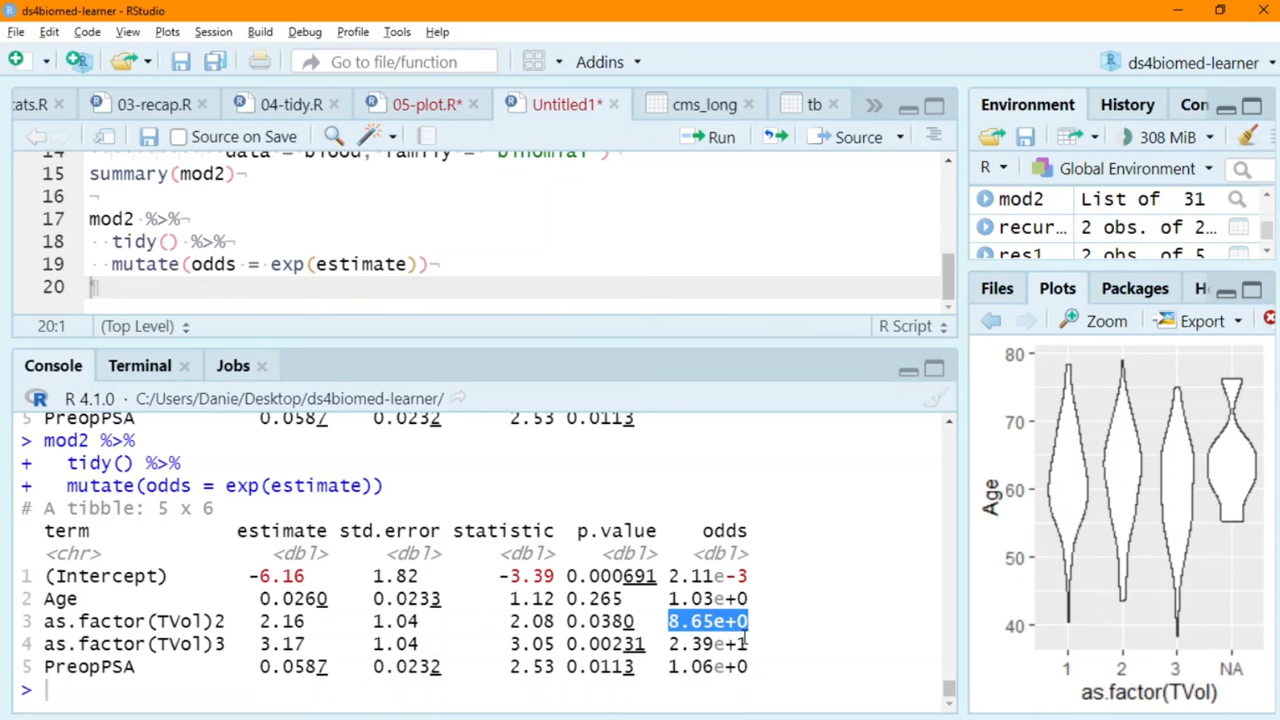 ds4biomed-learner - RStudio
File Edit Code View Plots Session Build Debug Profile Tools Help
Go to file/function Addins ds4biomed-learner
tats.R 03-recap.R 04-tidy.R 05-plot.R* Untitled1* cms_long tb
Source on Save Run Source
14 data = blood, family = "binomial")
15 summary(mod2)¬
16 ¬
17 mod2 %>%¬
18 tidy() %>%¬
19 mutate(odds = exp(estimate))¬
20
20:1 (Top Level) R Script
Console Terminal Jobs
R 4.1.0 · C:/Users/Danie/Desktop/ds4biomed-learner/
5 PreopPSA 0.0587 0.0232 2.53 0.0113
> mod2 %>%
+ tidy() %>%
+ mutate(odds = exp(estimate))
# A tibble: 5 x 6
term estimate std.error statistic p.value odds
<chr> <dbl> <dbl> <dbl> <dbl> <dbl>
1 (Intercept) -6.16 1.82 -3.39 0.000691 2.11e-3
2 Age 0.0260 0.0233 1.12 0.265 1.03e+0
3 as.factor(TVol)2 2.16 1.04 2.08 0.0380 8.65e+0
4 as.factor(TVol)3 3.17 1.04 3.05 0.00231 2.39e+1
5 PreopPSA 0.0587 0.0232 2.53 0.0113 1.06e+0
>
Environment History Con
308 MiB
R Global Environment
mod2 List of 31
recur... 2 obs. of 2...
res1 2 obs. of 5
Files Plots Packages H
Zoom Export
80
70
60
50
40
Age
1 2 3 NA
as.factor(TVol)